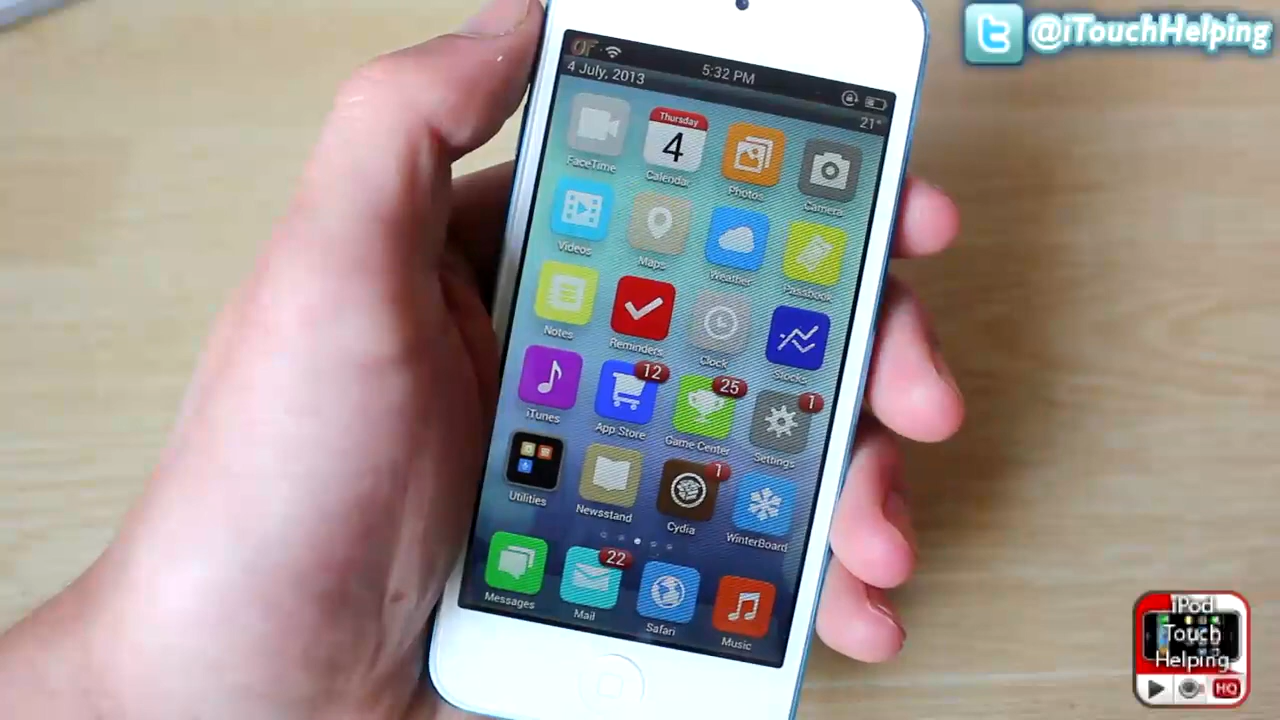 @iTouchHelping
5:32 PM
4 July, 2013
21°
FaceTime
Thursday
4
Calendar
Photos
Camera
Videos
Maps
Weather
Passbook
Notes
Reminders
Clock
Stocks
iTunes
12
App Store
25
Game Center
1
Settings
Utilities
Newsstand
1
Cydia
WinterBoard
Messages
22
Mail
Safari
Music
iPod
Touch
Helping
HQ